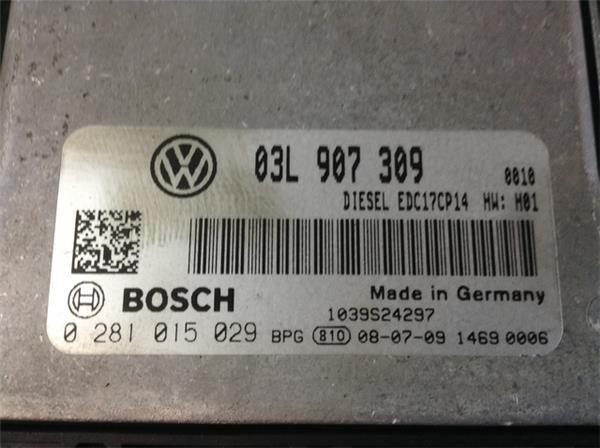 VW 03L 907 309 0010
DIESEL EDC17CP14 HW: H01
BOSCH Made in Germany
1039S24297
0 281 015 029 BPG 810 08-07-09 1469 0006